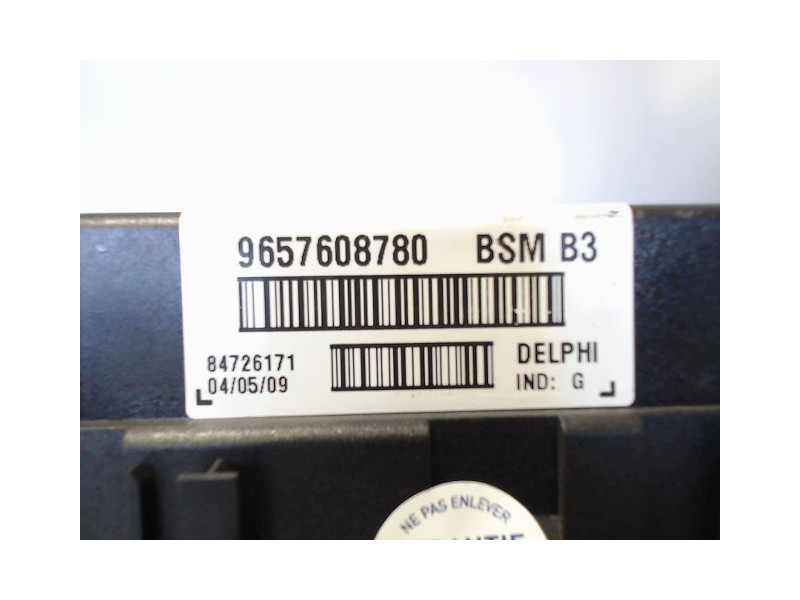 9657608780 BSM B3
84726171 DELPHI
04/05/09 IND: G
NE PAS ENLEVER